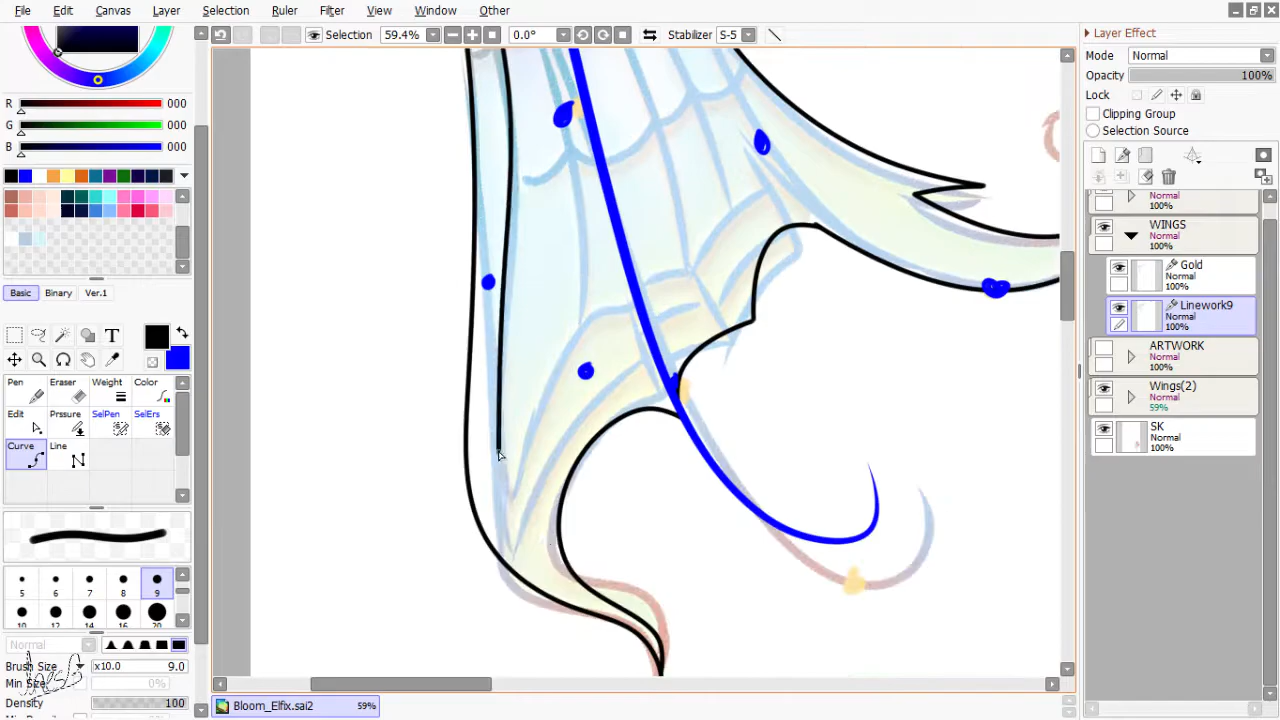 File Edit Canvas Layer Selection Ruler Filter View Window Other
Selection 59.4% 0.0° Stabilizer S-5
Layer Effect
Mode Normal
Opacity 100%
Lock
Clipping Group
Selection Source
R 000
G 000
B 000
Normal
100%
WINGS
Normal
100%
Gold
Normal
100%
Linework9
Normal
100%
ARTWORK
Normal
100%
Wings(2)
Normal
59%
SK
Normal
100%
Basic Binary Ver.1
T
Pen Eraser Weight Color
Edit Prssure SelPen SelErs
Curve Line
5 6 7 8 9
10 12 14 16 20
Normal
Brush Size x10.0 9.0
Min Size 0%
Density 100
Bloom_Elfix.sai2 59%